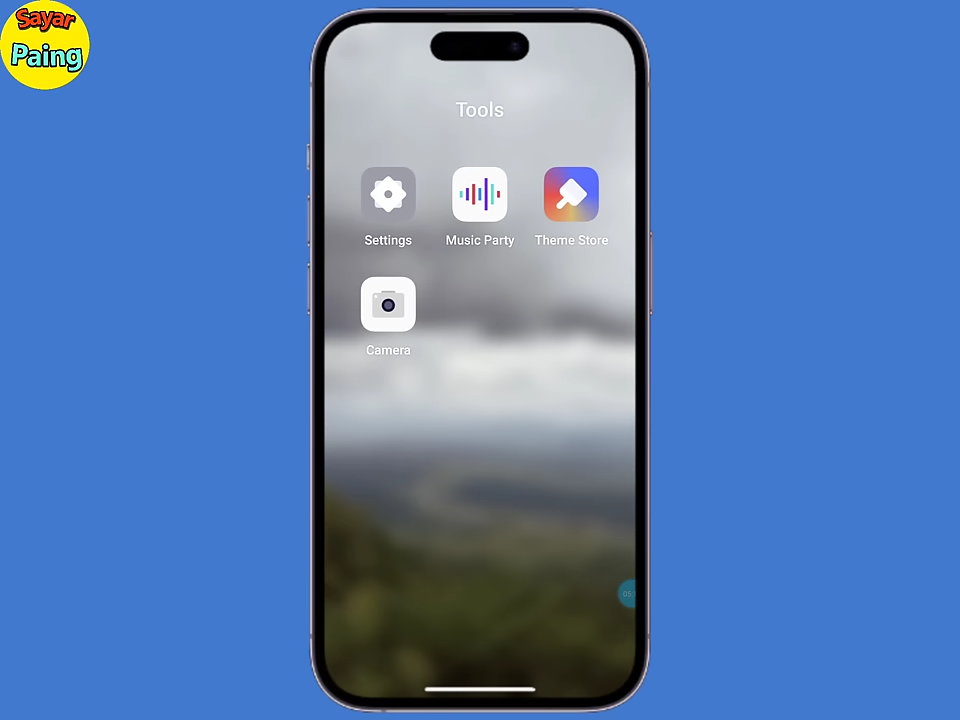 Sayar
Paing
Tools
Settings
Music Party
Theme Store
Camera